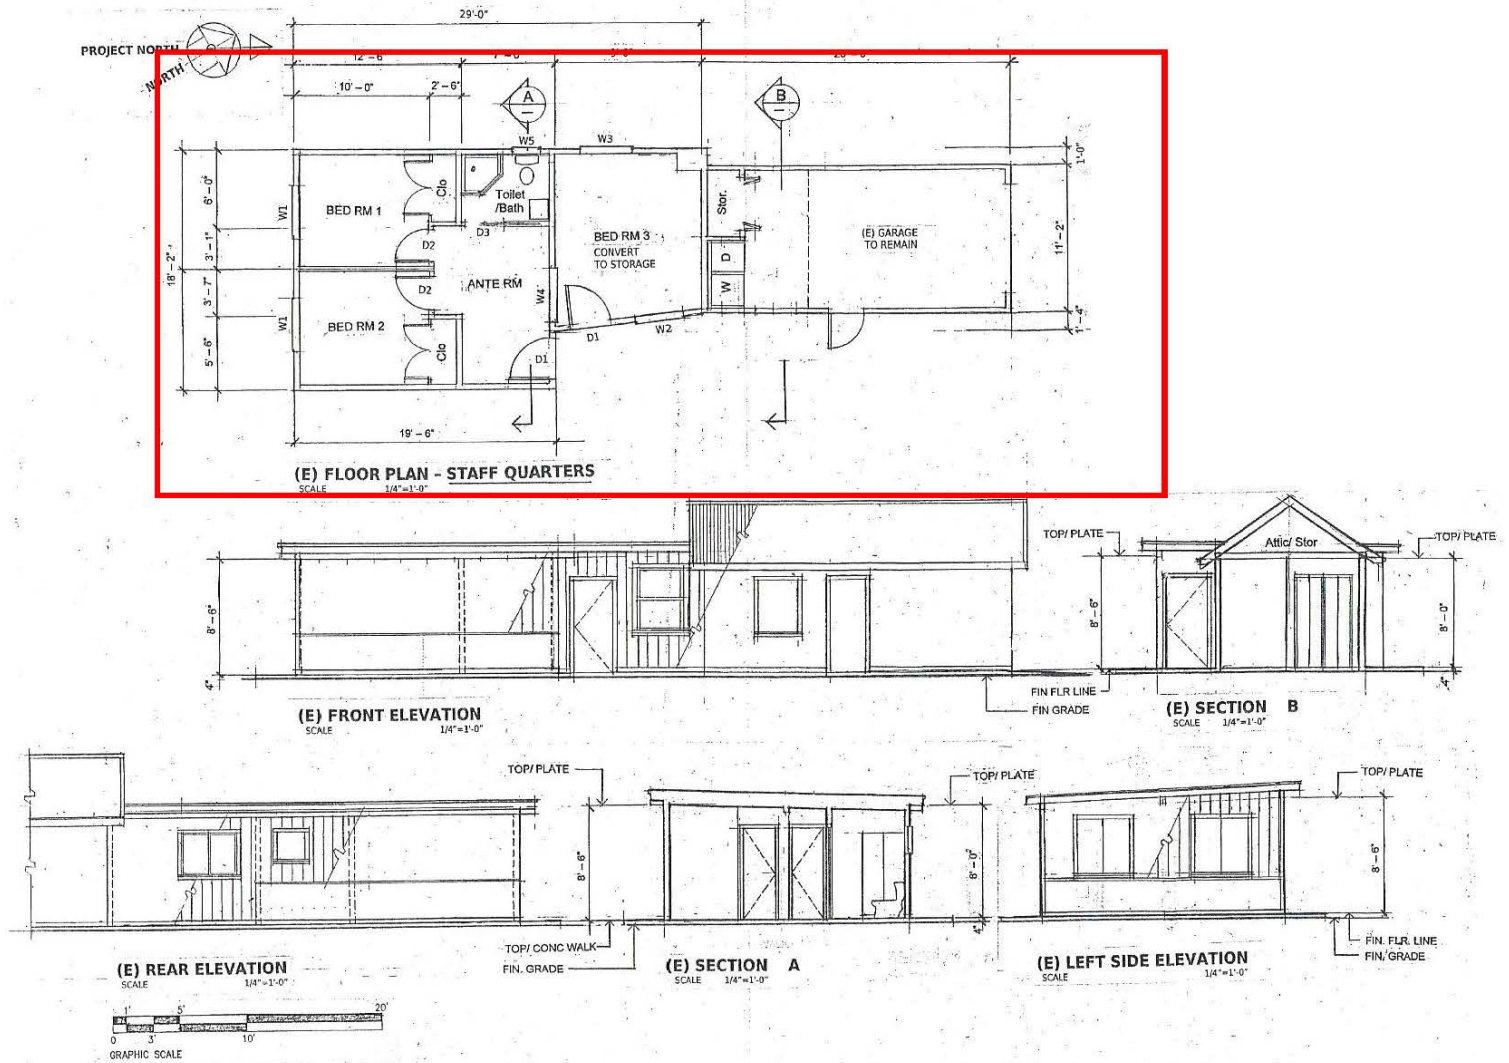 29'-0"
PROJECT NORTH
NORTH
12'-6"
10'-0"
2'-6"
A
B
W5
W3
1'-0"
6'-0"
W1
BED RM 1
Clo
Toilet
/Bath
D3
D2
3'-1"
18'-2"
BED RM 3
CONVERT
TO STORAGE
Stor.
(E) GARAGE
TO REMAIN
11'-2"
D
W
3'-7"
D2
ANTE RM
W4
W1
BED RM 2
Clo
D1
W2
D1
1'-4"
5'-6"
19'-6"
(E) FLOOR PLAN - STAFF QUARTERS
SCALE 1/4"=1'-0"
TOP/ PLATE
Attic/ Stor
TOP/ PLATE
8'-6"
8'-6"
8'-0"
4"
4"
FIN FLR LINE
FIN GRADE
(E) FRONT ELEVATION
SCALE 1/4"=1'-0"
(E) SECTION B
SCALE 1/4"=1'-0"
TOP/ PLATE
TOP/ PLATE
TOP/ PLATE
8'-6"
8'-0"
8'-6"
4"
TOP/ CONC WALK
FIN. GRADE
FIN. FLR. LINE
FIN. GRADE
(E) REAR ELEVATION
SCALE 1/4"=1'-0"
(E) SECTION A
SCALE 1/4"=1'-0"
(E) LEFT SIDE ELEVATION
SCALE 1/4"=1'-0"
1' 5' 20'
0 3' 10'
GRAPHIC SCALE